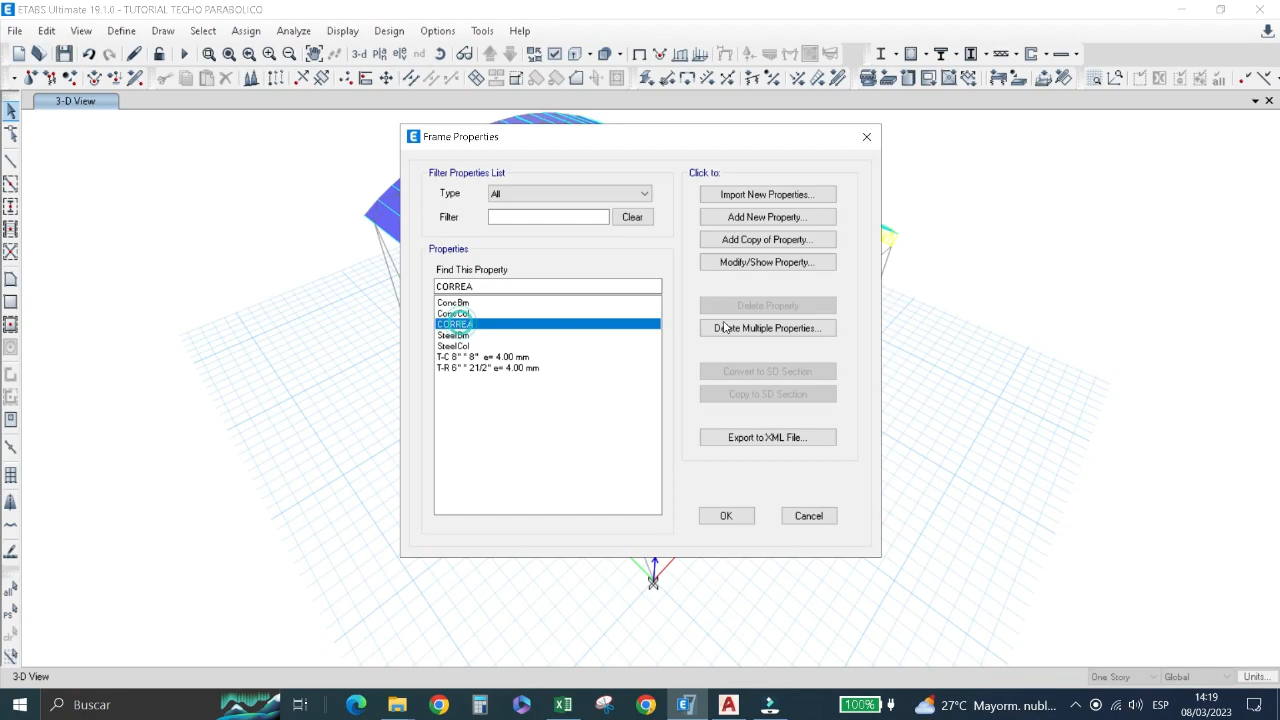 ETABS Ultimate 19.1.0 - TUTORIAL TECHO PARABOLICO
File Edit View Define Draw Select Assign Analyze Display Design Options Tools Help
3-d nd
3-D View
Frame Properties
Filter Properties List
Type All
Filter Clear
Properties
Find This Property
CORREA
ConcBm
ConcCol
CORREA
SteelBm
SteelCol
T-C 8" * 8" e= 4.00 mm
T-R 6" * 21/2" e= 4.00 mm
Click to:
Import New Properties...
Add New Property...
Add Copy of Property...
Modify/Show Property...
Delete Property
Delete Multiple Properties...
Convert to SD Section
Copy to SD Section
Export to XML File...
OK Cancel
all
PS
clr
3-D View One Story Global Units...
Buscar 100% 27°C Mayorm. nubl... ESP 14:19
08/03/2023